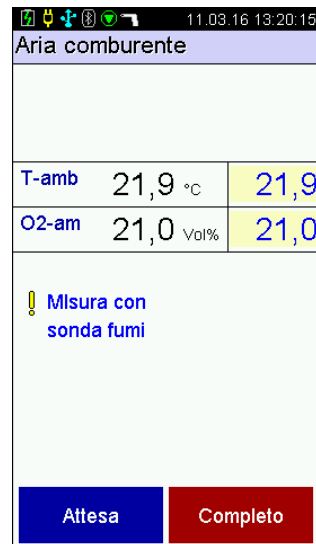 11.03.16 13:20:15
Aria comburente
T-amb 21,9 °C 21,9
O2-am 21,0 Vol% 21,0
MIsura con
sonda fumi
Attesa Completo